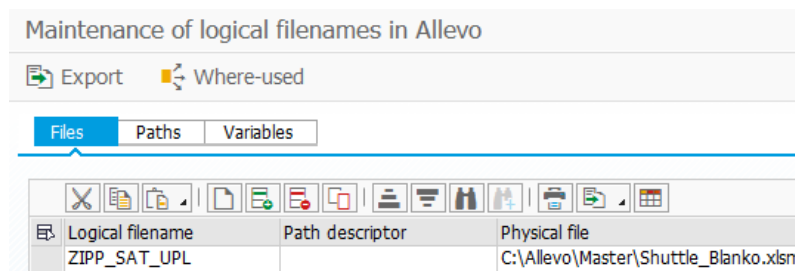 Maintenance of logical filenames in Allevo
Export Where-used
Files Paths Variables
Logical filename Path descriptor Physical file
ZIPP_SAT_UPL C:\Allevo\Master\Shuttle_Blanko.xlsm